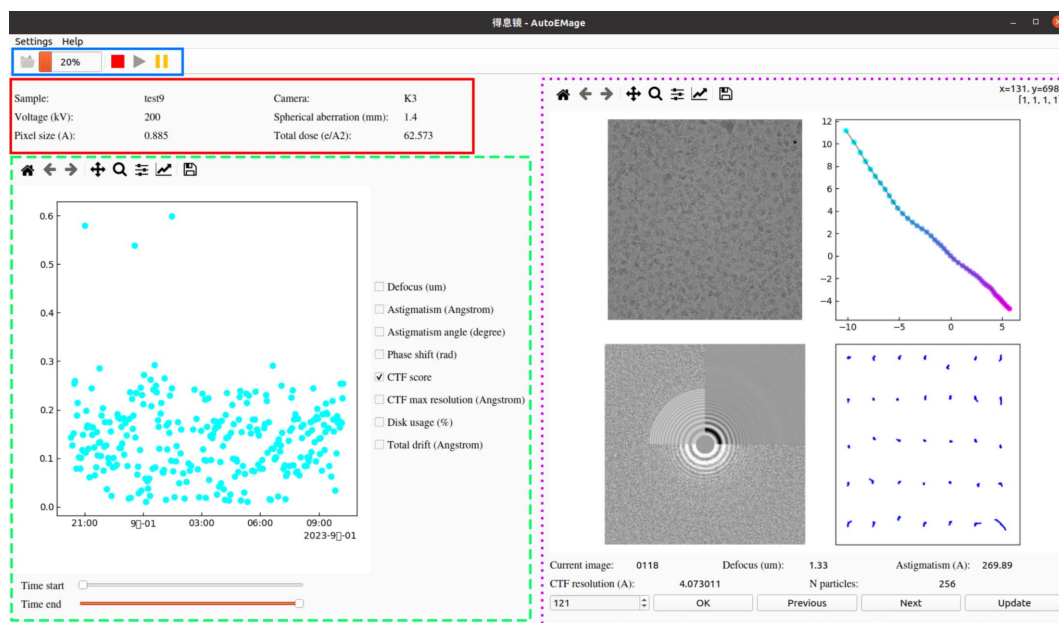 得息镜 - AutoEMage
Settings Help
20%
Sample: test9 Camera: K3
Voltage (kV): 200 Spherical aberration (mm): 1.4
Pixel size (A): 0.885 Total dose (e/A2): 62.573
0.6
0.5
0.4
0.3
0.2
0.1
0.0
21:00 9▯-01 03:00 06:00 09:00
2023-9▯-01
Defocus (um)
Astigmatism (Angstrom)
Astigmatism angle (degree)
Phase shift (rad)
CTF score
CTF max resolution (Angstrom)
Disk usage (%)
Total drift (Angstrom)
Time start
Time end
x=131. y=698
[1, 1, 1, 1]
12
10
8
6
4
2
0
−2
−4
−10 −5 0 5
Current image: 0118 Defocus (um): 1.33 Astigmatism (A): 269.89
CTF resolution (A): 4.073011 N particles: 256
121 OK Previous Next Update